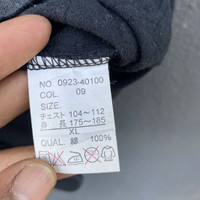 NO. 0923-40100
COL. 09
SIZE.
チェスト 104～112
身 長 175～185
XL
QUAL. 綿 100%